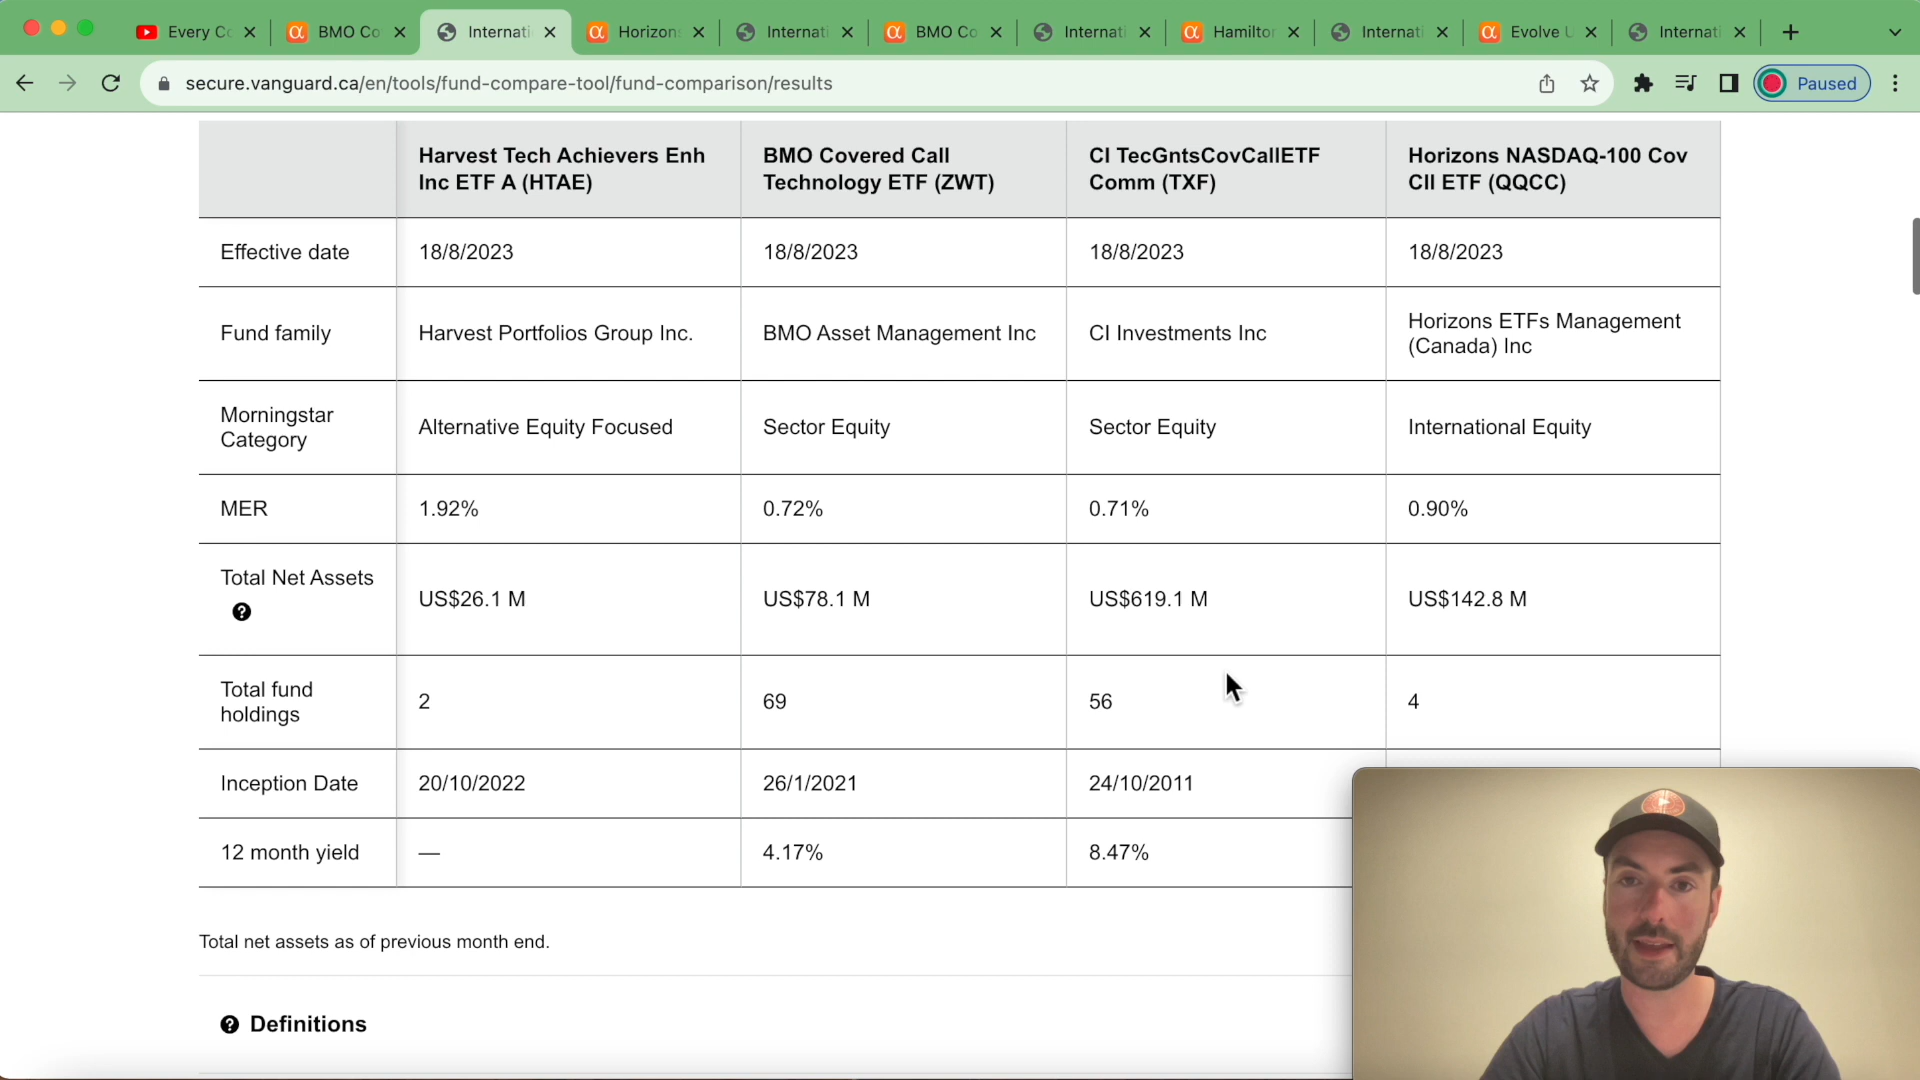 Every Co
BMO Co
Internati
Horizon
Internati
BMO Co
Internati
Hamilton
Internati
Evolve U
Internati
secure.vanguard.ca/en/tools/fund-compare-tool/fund-comparison/results
Paused
Harvest Tech Achievers Enh
Inc ETF A (HTAE)
BMO Covered Call
Technology ETF (ZWT)
CI TecGntsCovCallETF
Comm (TXF)
Horizons NASDAQ-100 Cov
Cll ETF (QQCC)
Effective date
18/8/2023
18/8/2023
18/8/2023
18/8/2023
Fund family
Harvest Portfolios Group Inc.
BMO Asset Management Inc
CI Investments Inc
Horizons ETFs Management
(Canada) Inc
Morningstar
Category
Alternative Equity Focused
Sector Equity
Sector Equity
International Equity
MER
1.92%
0.72%
0.71%
0.90%
Total Net Assets
?
US$26.1 M
US$78.1 M
US$619.1 M
US$142.8 M
Total fund
holdings
2
69
56
4
Inception Date
20/10/2022
26/1/2021
24/10/2011
12 month yield
—
4.17%
8.47%
Total net assets as of previous month end.
? Definitions